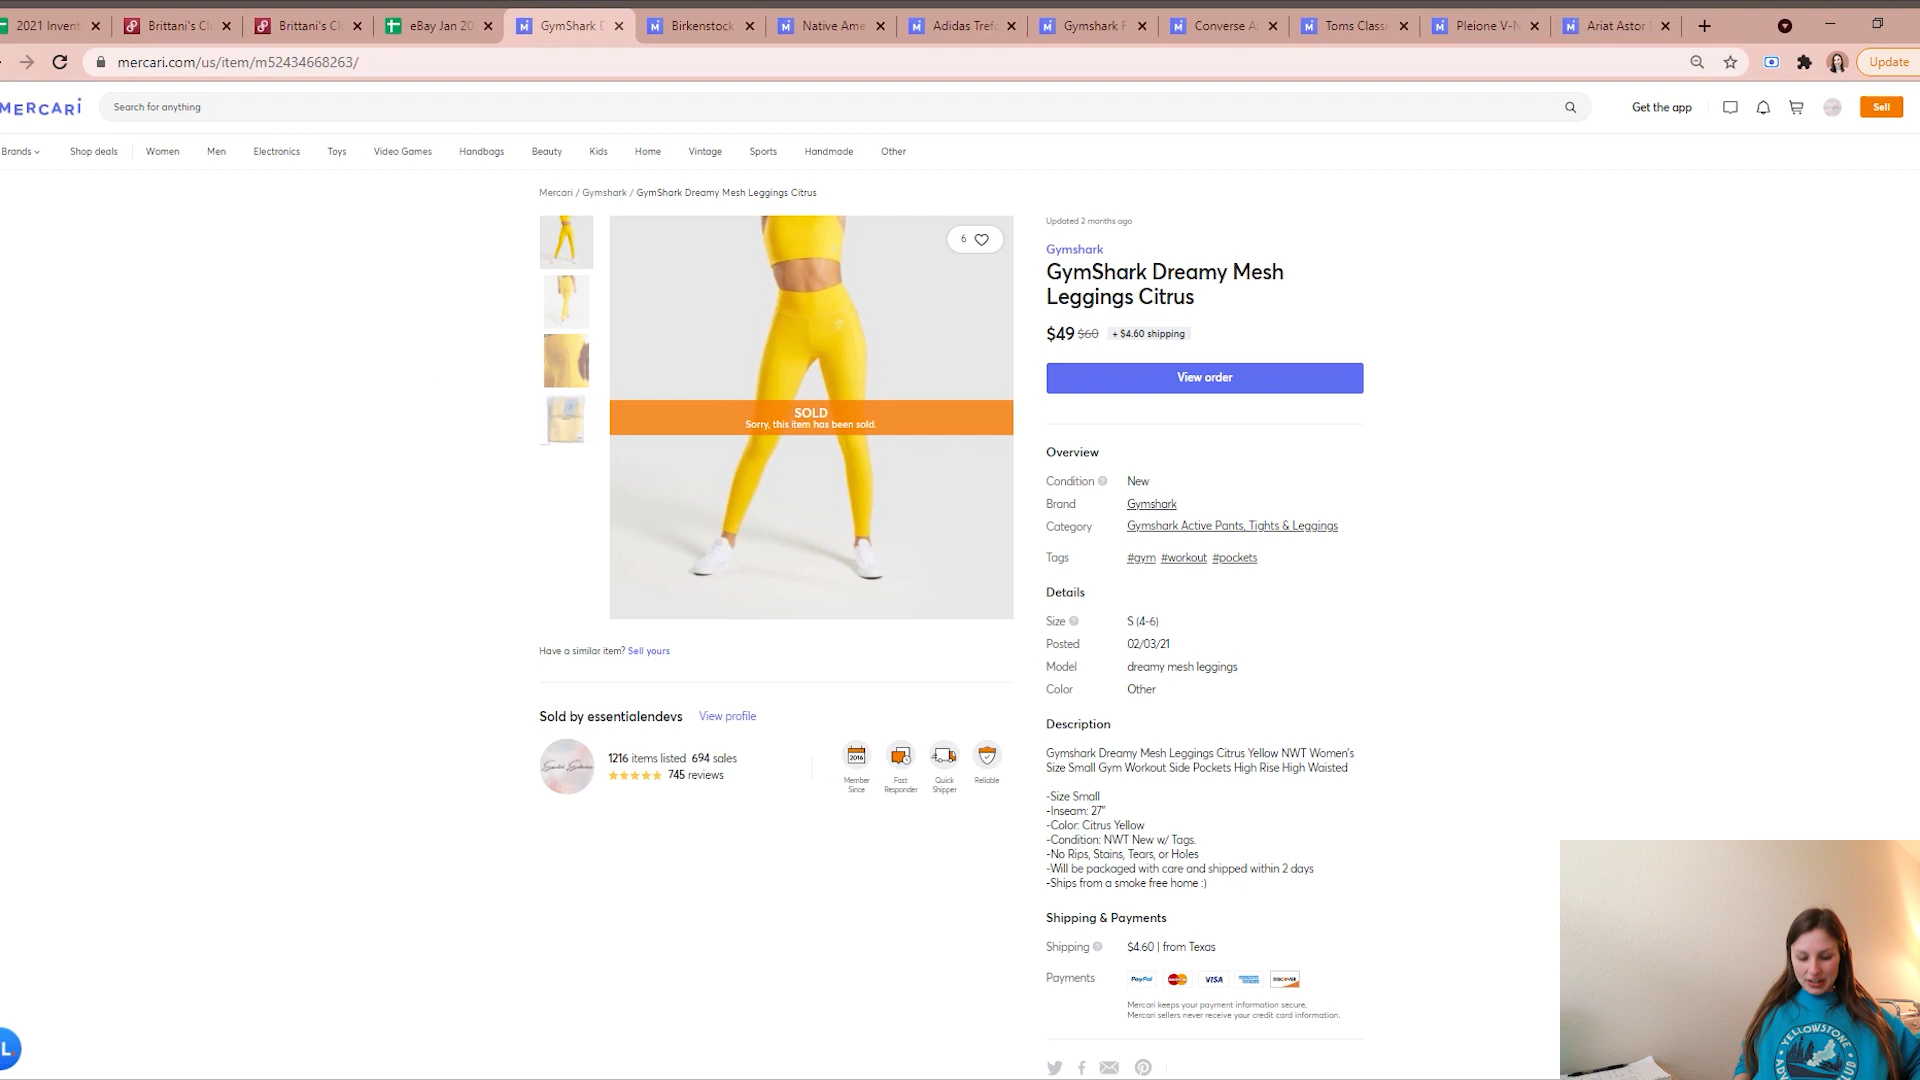 2021 Invent
Brittani's Cl
Brittani's Cl
eBay Jan 20
GymShark D
Birkenstock
Native Ame
Adidas Tref
Gymshark F
Converse A
Toms Classi
Pleione V-N
Ariat Astor
mercari.com/us/item/m52434668263/
Update
MERCARI
Search for anything
Get the app
Sell
Brands
Shop deals
Women
Men
Electronics
Toys
Video Games
Handbags
Beauty
Kids
Home
Vintage
Sports
Handmade
Other
Mercari / Gymshark / GymShark Dreamy Mesh Leggings Citrus
6
SOLD
Sorry, this item has been sold.
Have a similar item? Sell yours
Sold by essentialendevs View profile
1216 items listed 694 sales
745 reviews
2016
Member Since
Fast Responder
Quick Shipper
Reliable
Updated 2 months ago
Gymshark
GymShark Dreamy Mesh
Leggings Citrus
$49 $60 + $4.60 shipping
View order
Overview
Condition New
Brand Gymshark
Category Gymshark Active Pants, Tights & Leggings
Tags #gym #workout #pockets
Details
Size S (4-6)
Posted 02/03/21
Model dreamy mesh leggings
Color Other
Description
Gymshark Dreamy Mesh Leggings Citrus Yellow NWT Women's
Size Small Gym Workout Side Pockets High Rise High Waisted
-Size Small
-Inseam: 27"
-Color: Citrus Yellow
-Condition: NWT New w/ Tags.
-No Rips, Stains, Tears, or Holes
-Will be packaged with care and shipped within 2 days
-Ships from a smoke free home :)
Shipping & Payments
Shipping $4.60 | from Texas
Payments PayPal VISA DISCOVER
Mercari keeps your payment information secure.
Mercari sellers never receive your credit card information.
L
YELLOWSTONE